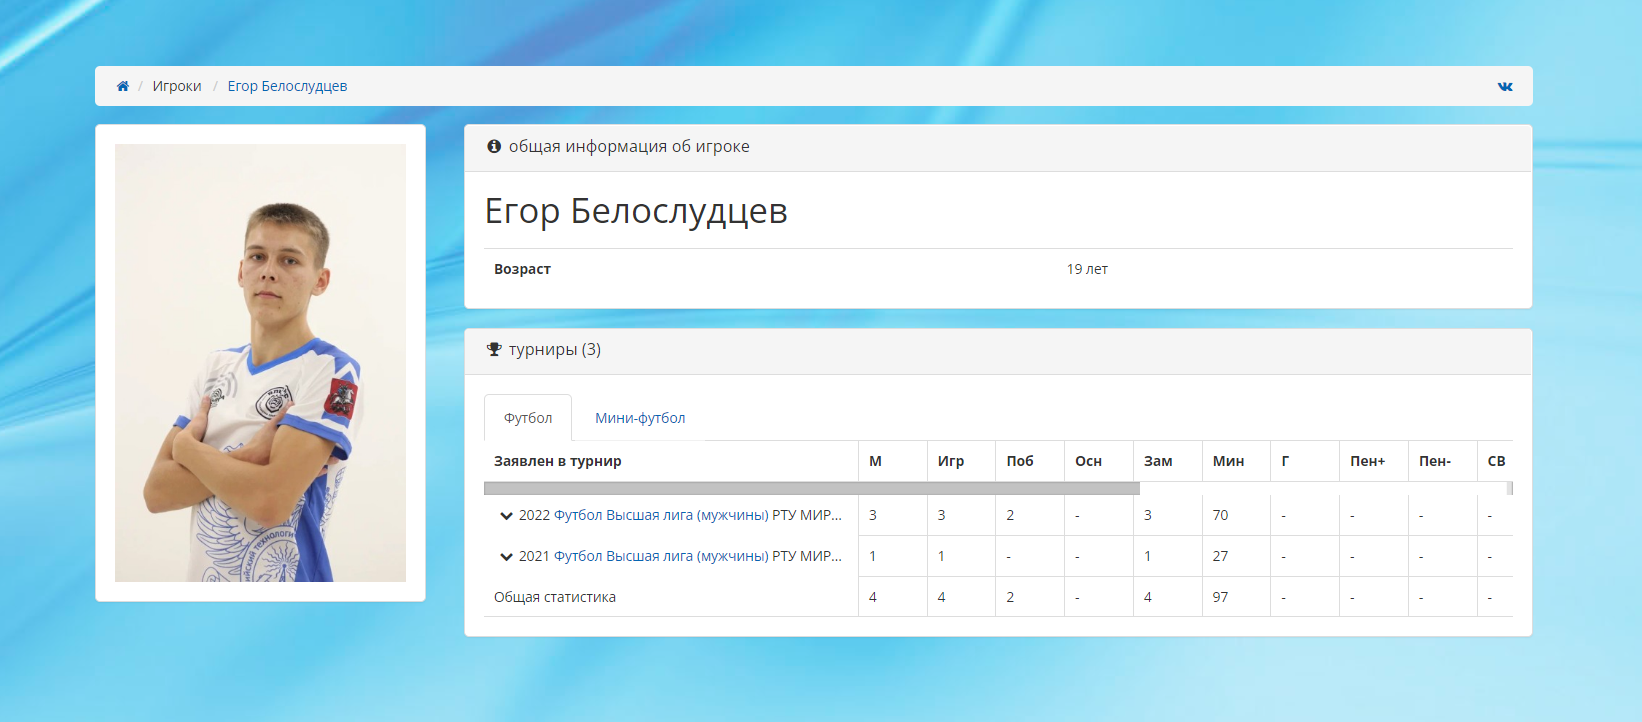 Игроки / Егор Белослудцев
общая информация об игроке
Егор Белослудцев
Возраст 19 лет
турниры (3)
Футбол Мини-футбол
Заявлен в турнир М Игр Поб Осн Зам Мин Г Пен+ Пен- СВ
2022 Футбол Высшая лига (мужчины) РТУ МИР... 3 3 2 - 3 70 - - - -
2021 Футбол Высшая лига (мужчины) РТУ МИР... 1 1 - - 1 27 - - - -
Общая статистика 4 4 2 - 4 97 - - - -